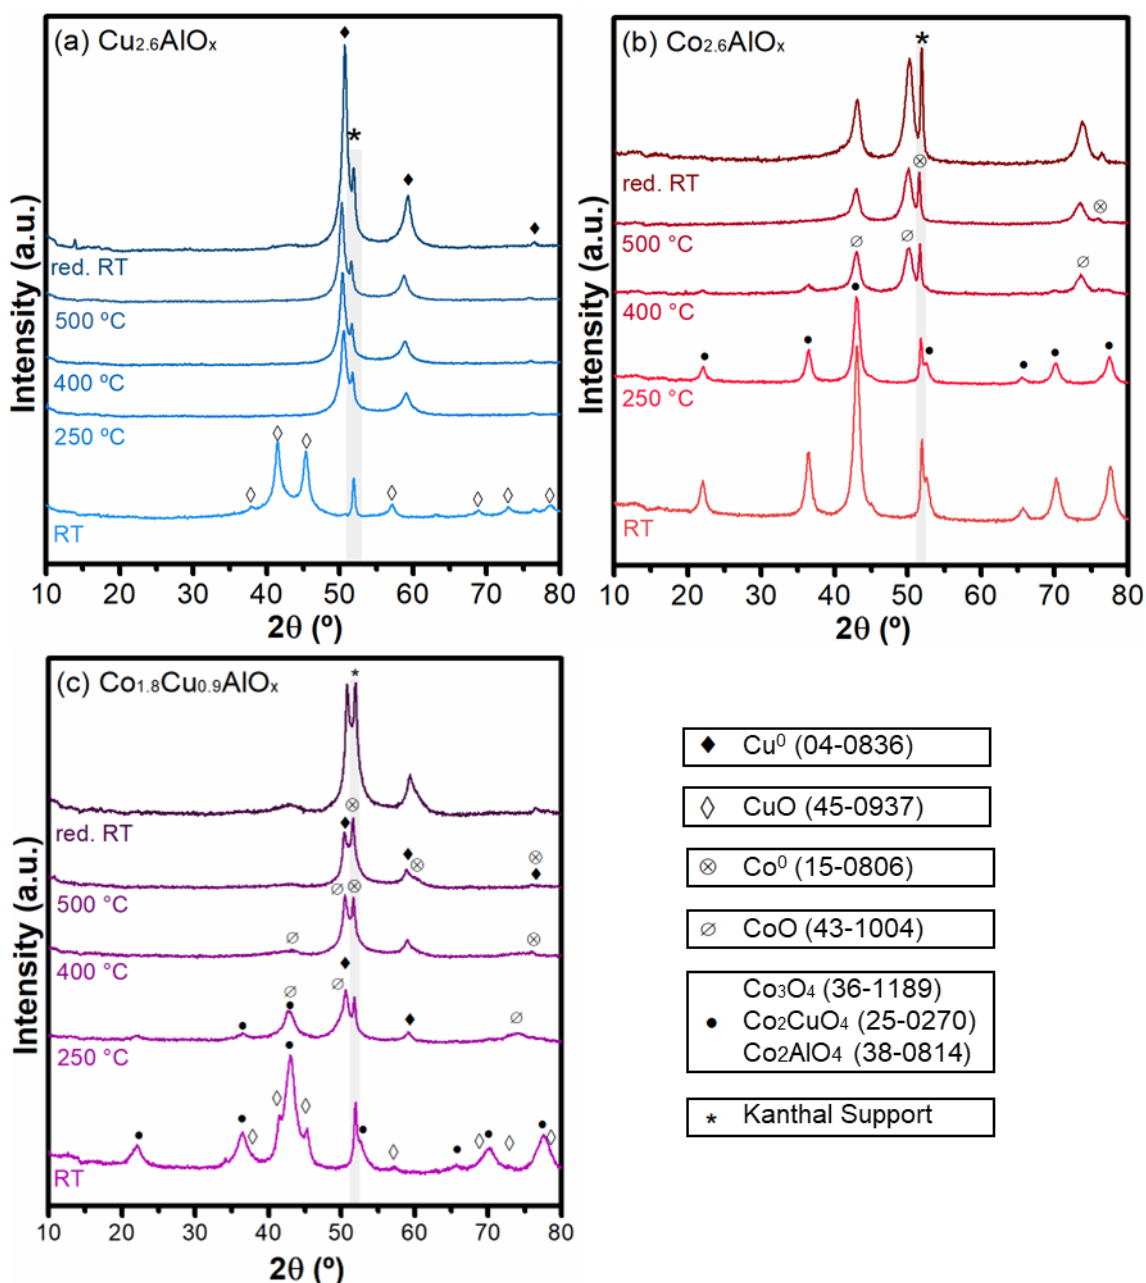 (a) Cu2.6AlOx
*
red. RT
500 ºC
400 ºC
250 ºC
RT
Intensity (a.u.)
10 20 30 40 50 60 70 80
2θ (º)
(b) Co2.6AlOx
*
red. RT
500 °C
400 °C
250 °C
RT
Intensity (a.u.)
10 20 30 40 50 60 70 80
2θ (º)
(c) Co1.8Cu0.9AlOx
*
red. RT
500 °C
400 °C
250 °C
RT
Intensity (a.u.)
10 20 30 40 50 60 70 80
2θ (º)
♦ Cu0 (04-0836)
◊ CuO (45-0937)
⊗ Co0 (15-0806)
∅ CoO (43-1004)
Co3O4 (36-1189)
● Co2CuO4 (25-0270)
Co2AlO4 (38-0814)
* Kanthal Support